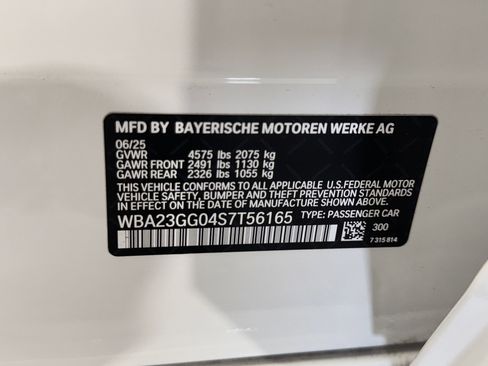 MFD BY BAYERISCHE MOTOREN WERKE AG
06/25
GVWR 4575 lbs 2075 kg
GAWR FRONT 2491 lbs 1130 kg
GAWR REAR 2326 lbs 1055 kg
THIS VEHICLE CONFORMS TO ALL APPLICABLE U.S.FEDERAL MOTOR
VEHICLE SAFETY, BUMPER, AND THEFT PREVENTION STANDARDS
IN EFFECT ON THE DATE OF MANUFACTURE SHOWN ABOVE.
WBA23GG04S7T56165 TYPE: PASSENGER CAR
300
7 315 814